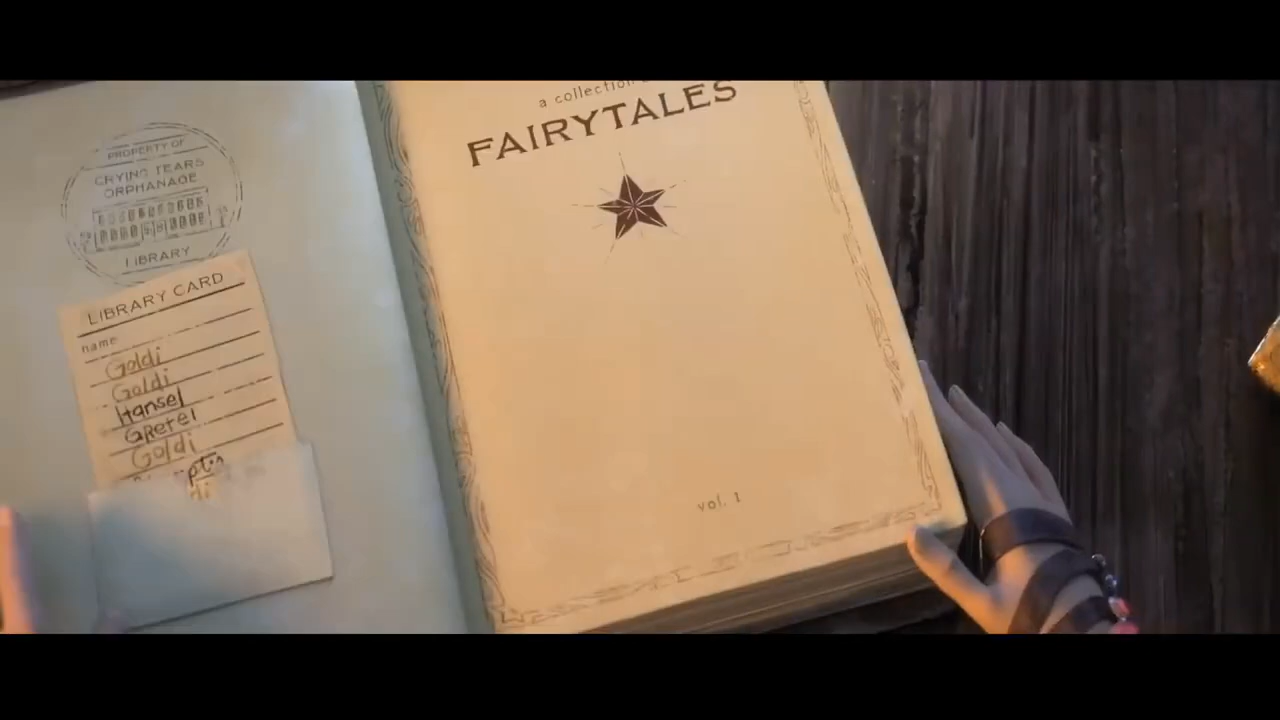 PROPERTY OF
CRYING TEARS
ORPHANAGE
LIBRARY
LIBRARY CARD
name
Goldi
Goldi
Hansel
Gretel
Goldi
a collection
FAIRYTALES
vol. 1